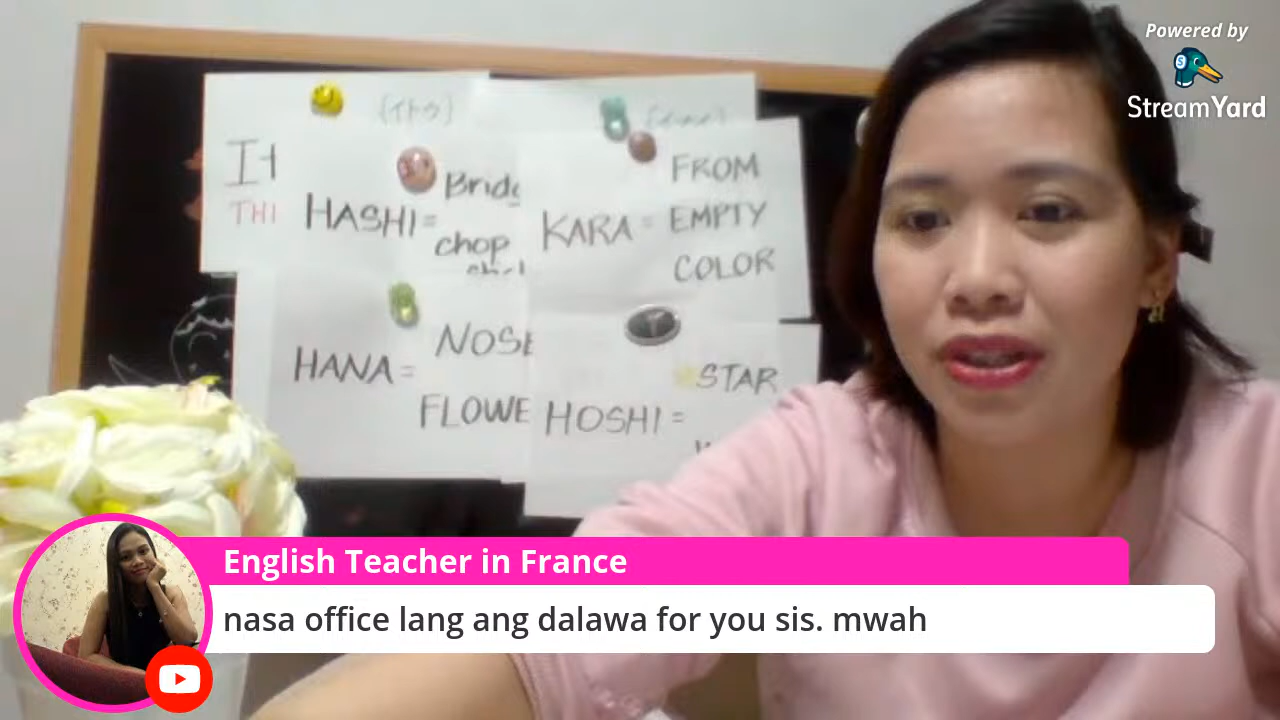 Powered by
StreamYard
THI
HASHI =
Bridg
chop
KARA =
FROM
EMPTY
COLOR
HANA =
NOSE
FLOWE
HOSHI =
STAR
English Teacher in France
nasa office lang ang dalawa for you sis. mwah